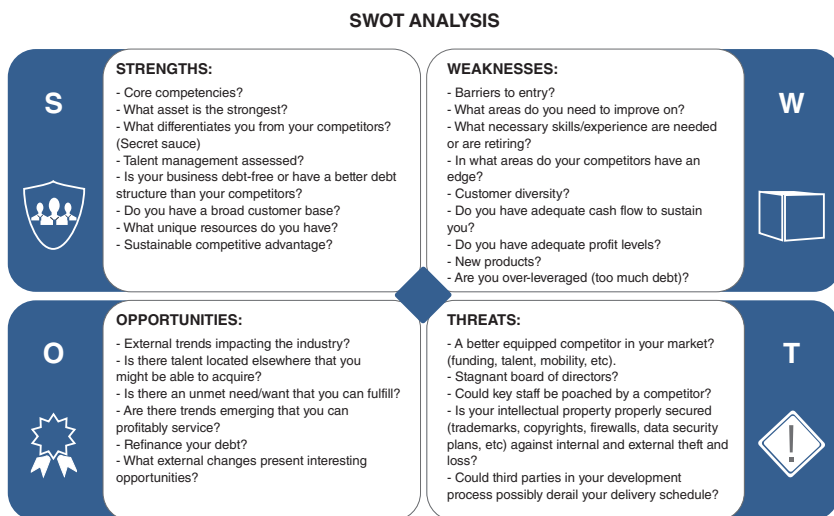 SWOT ANALYSIS
S
STRENGTHS:
- Core competencies?
- What asset is the strongest?
- What differentiates you from your competitors?
(Secret sauce)
- Talent management assessed?
- Is your business debt-free or have a better debt
structure than your competitors?
- Do you have a broad customer base?
- What unique resources do you have?
- Sustainable competitive advantage?
W
WEAKNESSES:
- Barriers to entry?
- What areas do you need to improve on?
- What necessary skills/experience are needed
or are retiring?
- In what areas do your competitors have an
edge?
- Customer diversity?
- Do you have adequate cash flow to sustain
you?
- Do you have adequate profit levels?
- New products?
- Are you over-leveraged (too much debt)?
O
OPPORTUNITIES:
- External trends impacting the industry?
- Is there talent located elsewhere that you
might be able to acquire?
- Is there an unmet need/want that you can fulfill?
- Are there trends emerging that you can
profitably service?
- Refinance your debt?
- What external changes present interesting
opportunities?
T
THREATS:
- A better equipped competitor in your market?
(funding, talent, mobility, etc).
- Stagnant board of directors?
- Could key staff be poached by a competitor?
- Is your intellectual property properly secured
(trademarks, copyrights, firewalls, data security
plans, etc) against internal and external theft and
loss?
- Could third parties in your development
process possibly derail your delivery schedule?
!